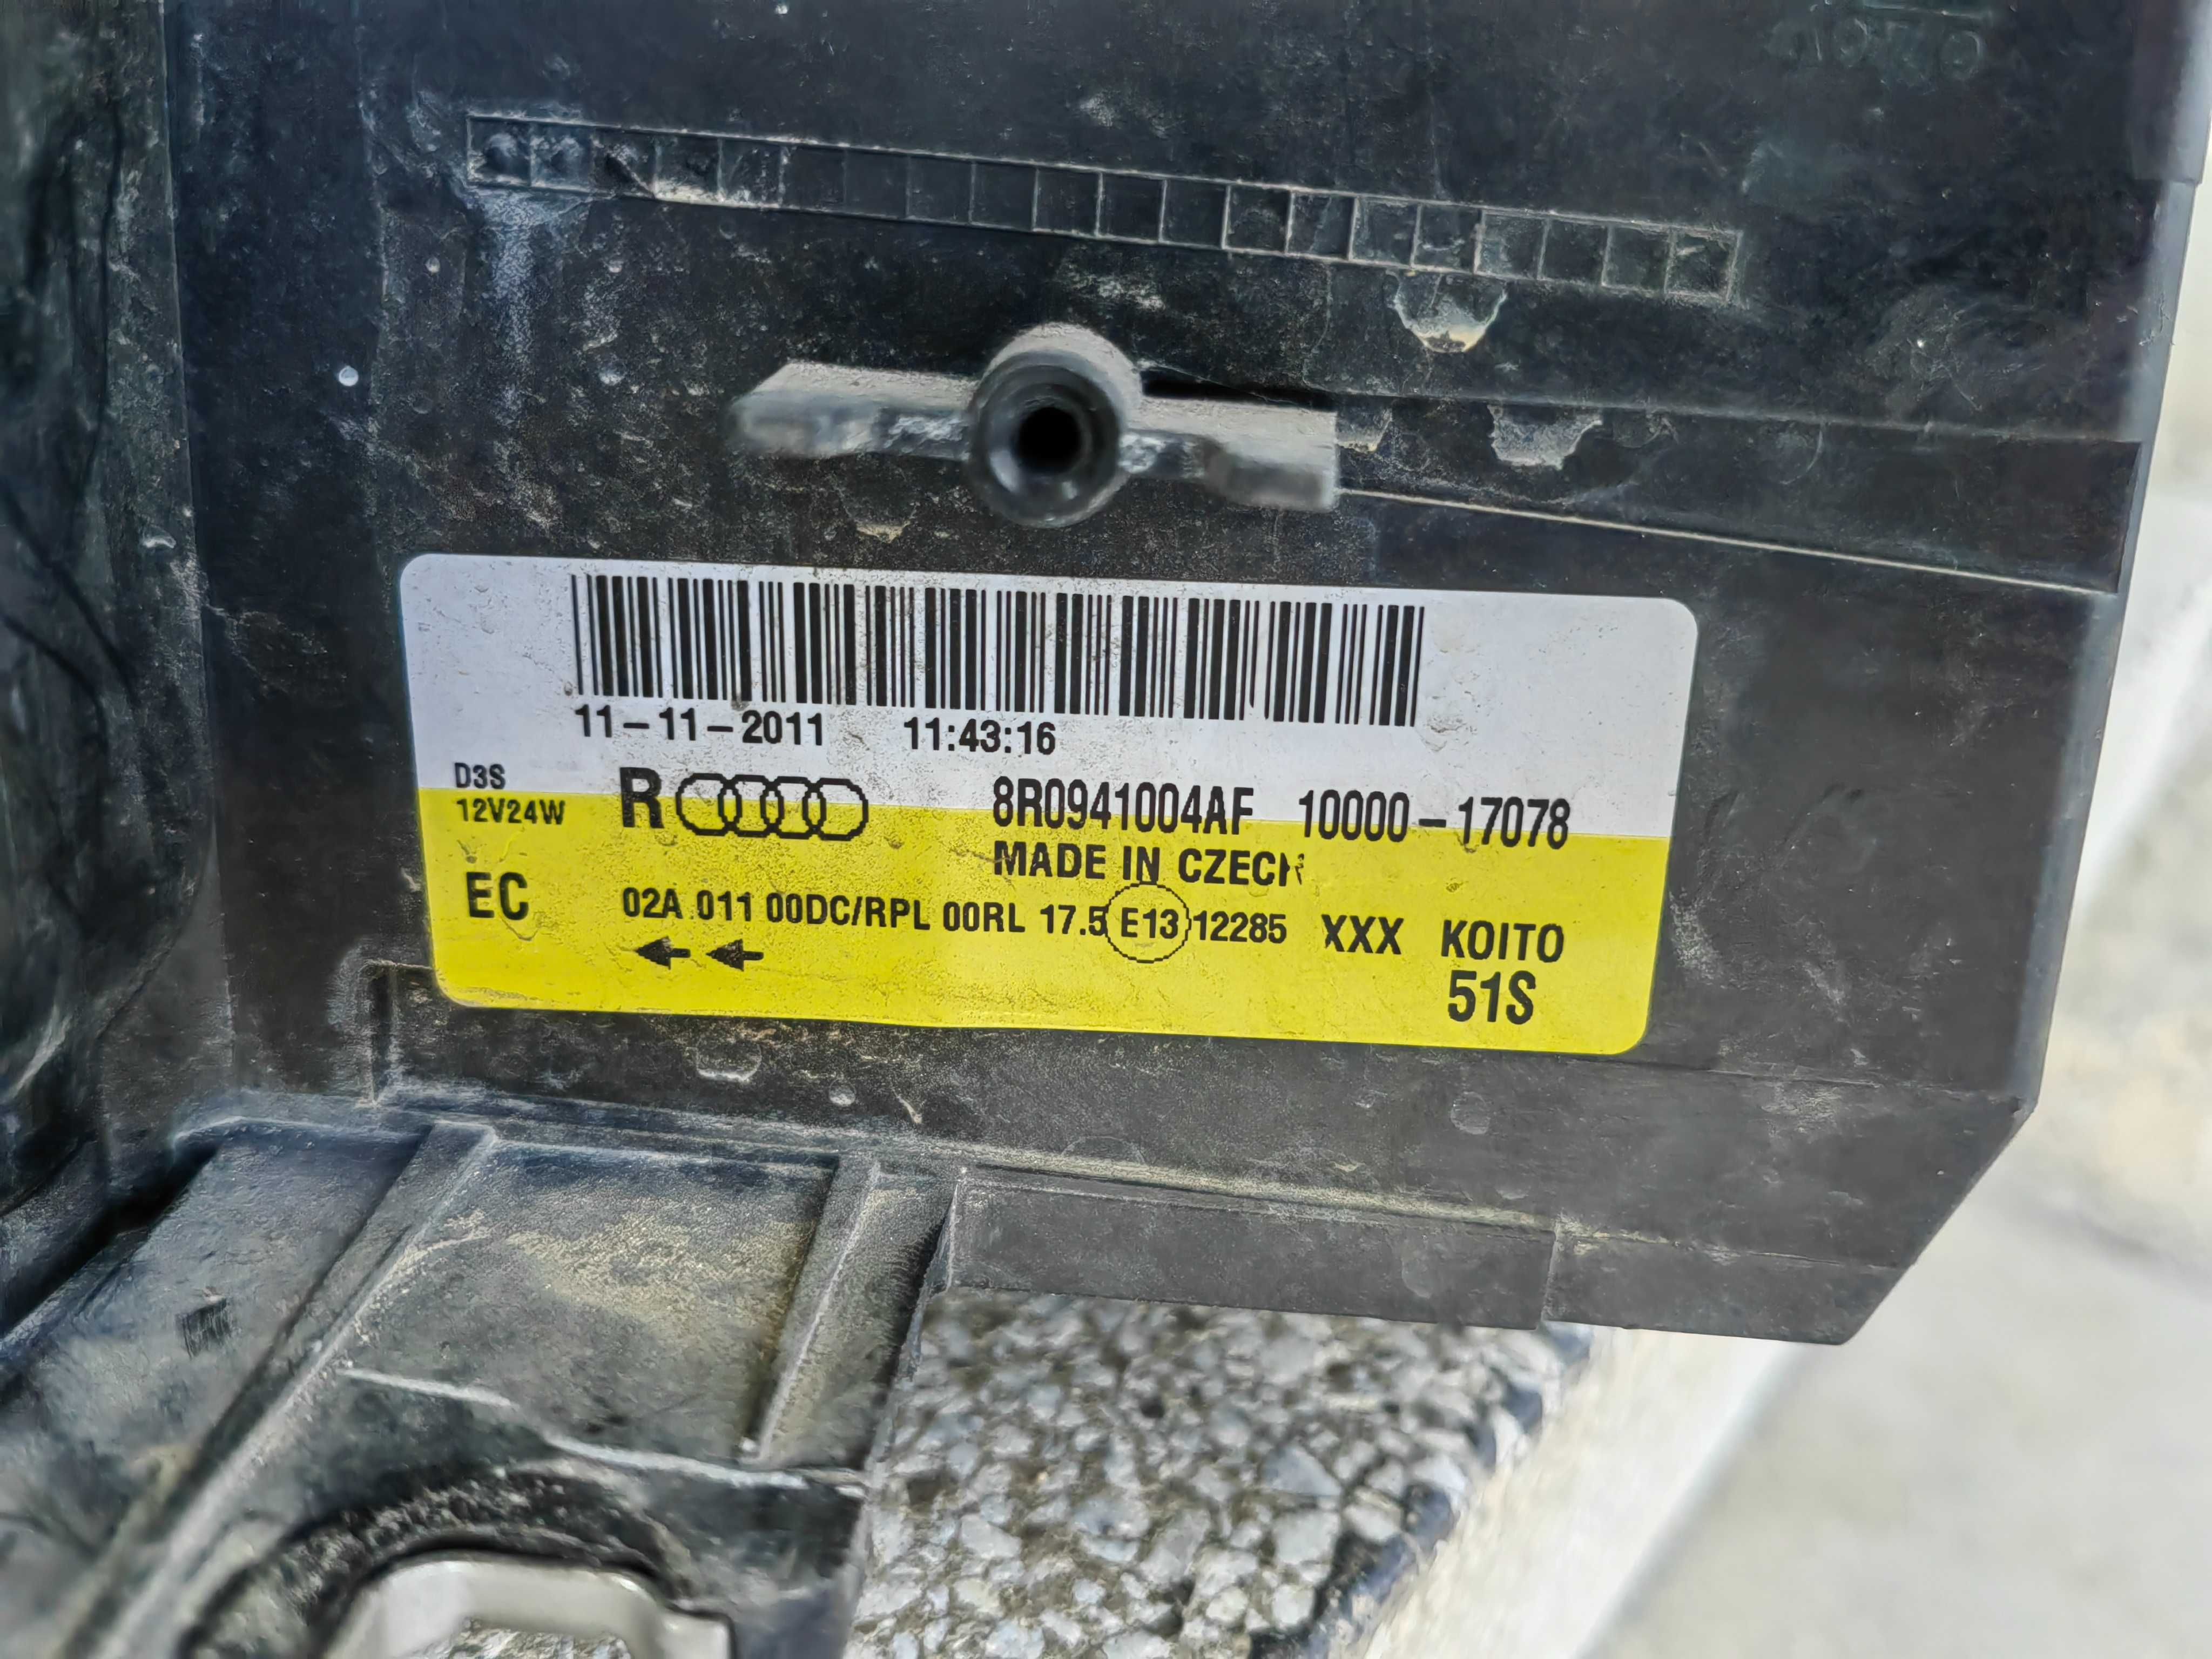 11-11-2011 11:43:16
D3S
12V24W
R 8R0941004AF 10000-17078
MADE IN CZECH
EC
02A 011 00DC/RPL 00RL 17.5 E13 12285 XXX KOITO
51S